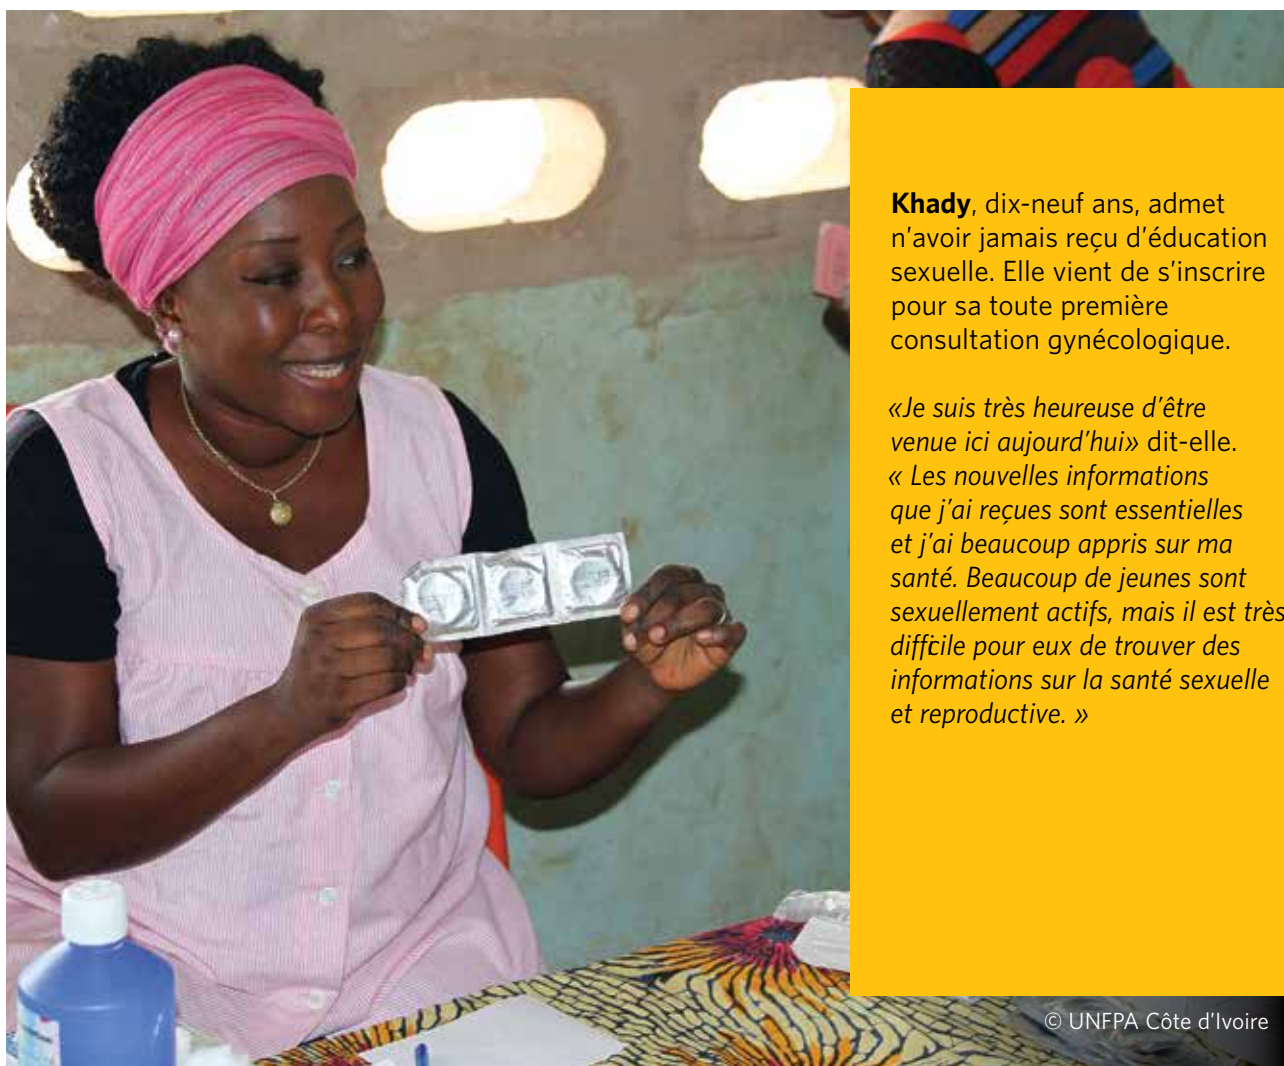 Khady, dix-neuf ans, admet
n'avoir jamais reçu d'éducation
sexuelle. Elle vient de s'inscrire
pour sa toute première
consultation gynécologique.
«Je suis très heureuse d'être
venue ici aujourd'hui» dit-elle.
« Les nouvelles informations
que j'ai reçues sont essentielles
et j'ai beaucoup appris sur ma
santé. Beaucoup de jeunes sont
sexuellement actifs, mais il est très
difficile pour eux de trouver des
informations sur la santé sexuelle
et reproductive. »
© UNFPA Côte d'Ivoire